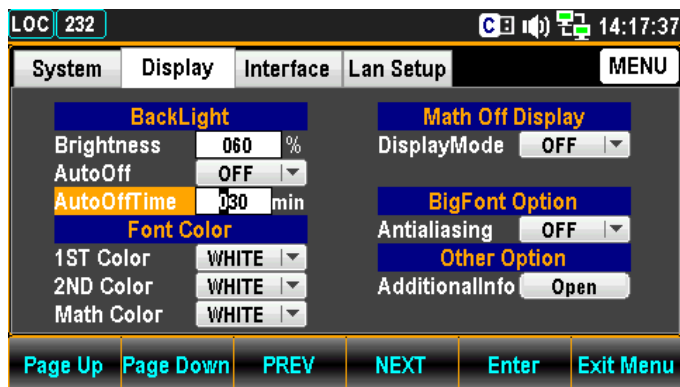 LOC 232 C 14:17:37
System Display Interface Lan Setup MENU
BackLight
Brightness 060 %
AutoOff OFF
AutoOffTime 030 min
Font Color
1ST Color WHITE
2ND Color WHITE
Math Color WHITE
Math Off Display
DisplayMode OFF
BigFont Option
Antialiasing OFF
Other Option
AdditionalInfo Open
Page Up Page Down PREV NEXT Enter Exit Menu